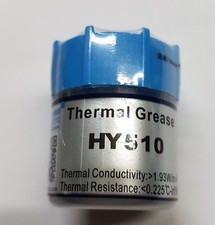 Thermal Grease
HY510
Thermal Conductivity:>1.93W/m
Thermal Resistance:<0.225